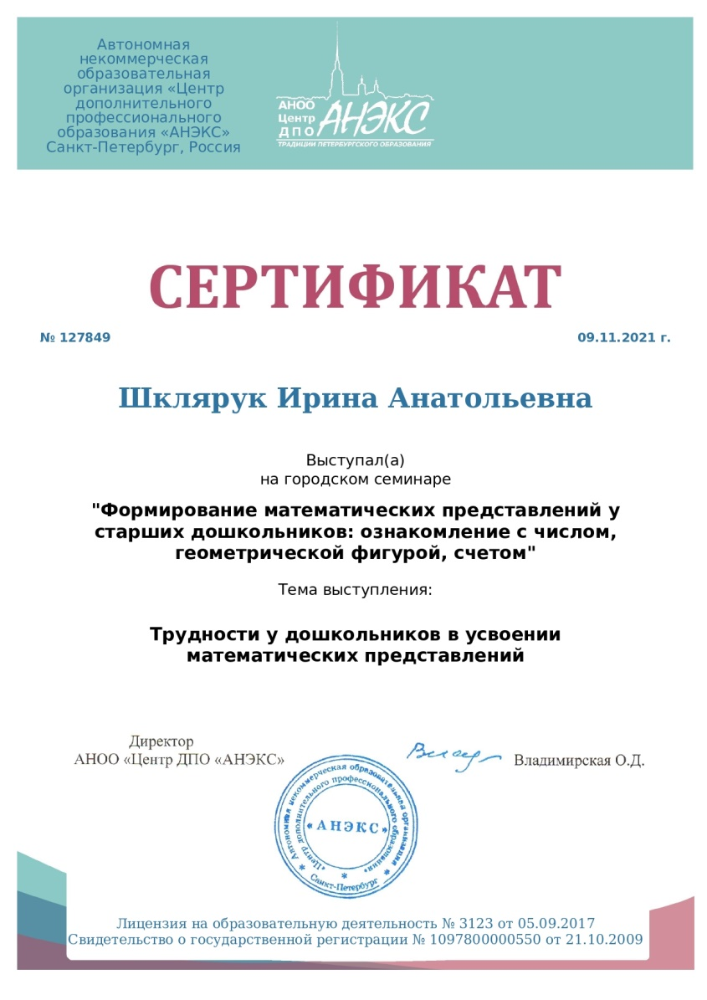 Автономная
некоммерческая
образовательная
организация «Центр
дополнительного
профессионального
образования «АНЭКС»
Санкт-Петербург, Россия
АНОО
Центр
ДПО
АНЭКС
ТРАДИЦИИ ПЕТЕРБУРГСКОГО ОБРАЗОВАНИЯ
СЕРТИФИКАТ
№ 127849
09.11.2021 г.
Шклярук Ирина Анатольевна
Выступал(а)
на городском семинаре
"Формирование математических представлений у
старших дошкольников: ознакомление с числом,
геометрической фигурой, счетом"
Тема выступления:
Трудности у дошкольников в усвоении
математических представлений
Директор
АНОО «Центр ДПО «АНЭКС»
Владимирская О.Д.
* Автономная некоммерческая образовательная организация *
«Центр дополнительного профессионального образования»
«АНЭКС»
*
Санкт-Петербург
Лицензия на образовательную деятельность № 3123 от 05.09.2017
Свидетельство о государственной регистрации № 1097800000550 от 21.10.2009